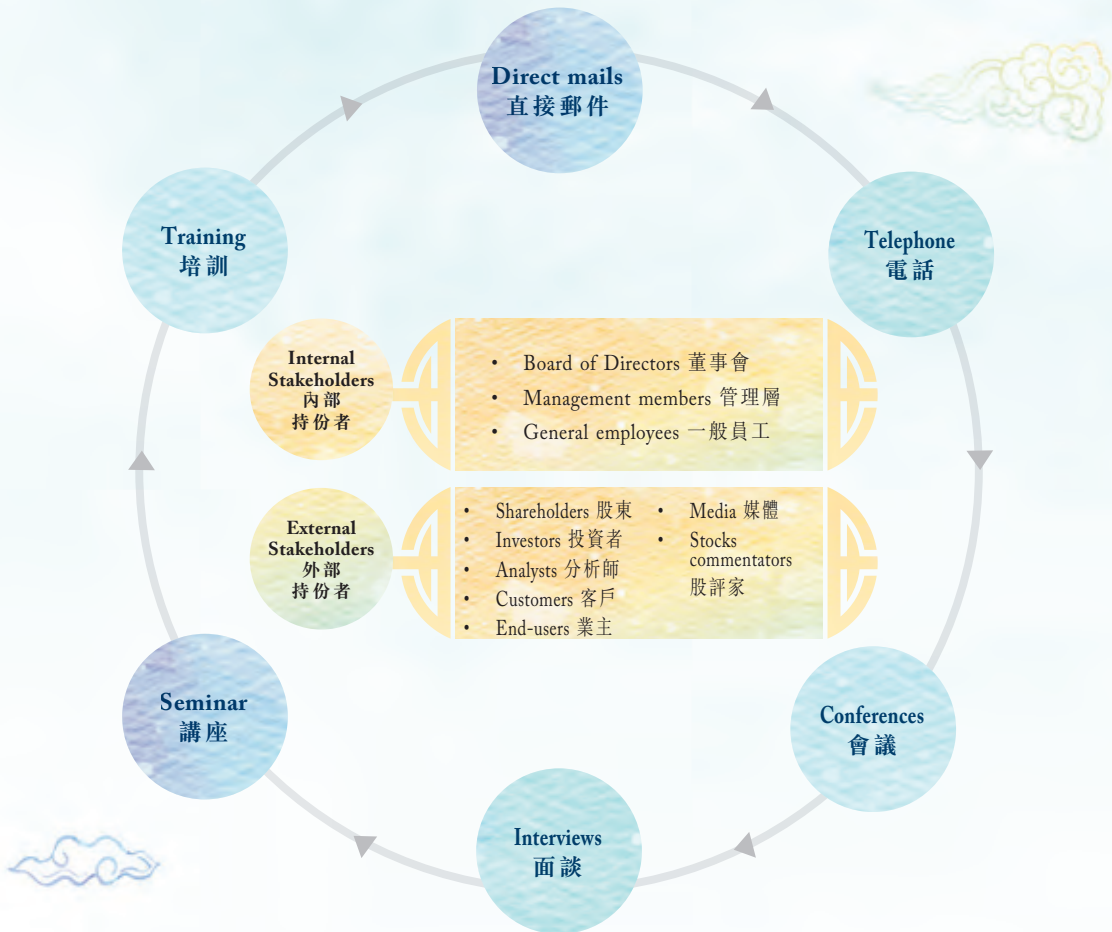 Direct mails
直接郵件
Training
培訓
Telephone
電話
Internal
Stakeholders
內部
持份者
• Board of Directors 董事會
• Management members 管理層
• General employees 一般員工
External
Stakeholders
外部
持份者
• Shareholders 股東
• Investors 投資者
• Analysts 分析師
• Customers 客戶
• End-users 業主
• Media 媒體
• Stocks
commentators
股評家
Seminar
講座
Conferences
會議
Interviews
面談